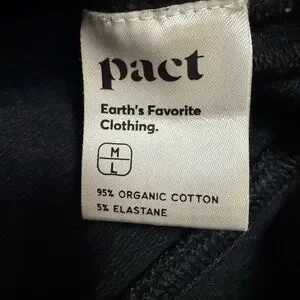 pact
Earth's Favorite
Clothing.
M
L
95% ORGANIC COTTON
5% ELASTANE